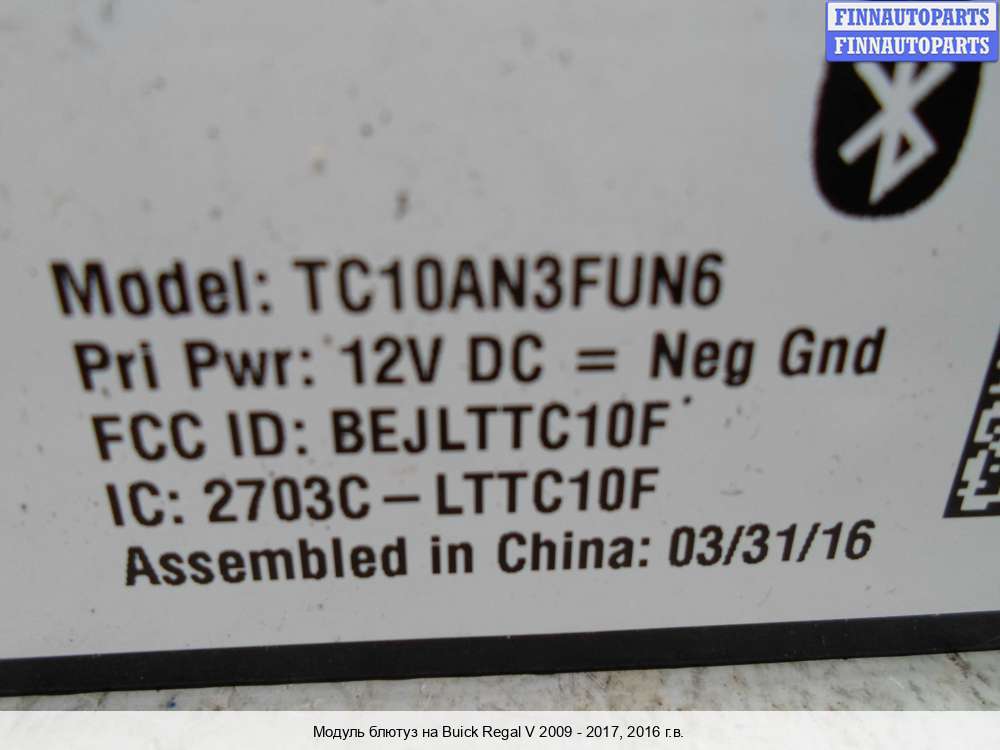 FINNAUTOPARTS
FINNAUTOPARTS
Model: TC10AN3FUN6
Pri Pwr: 12V DC = Neg Gnd
FCC ID: BEJLTTC10F
IC: 2703C–LTTC10F
Assembled in China: 03/31/16
Модуль блютуз на Buick Regal V 2009 - 2017, 2016 г.в.